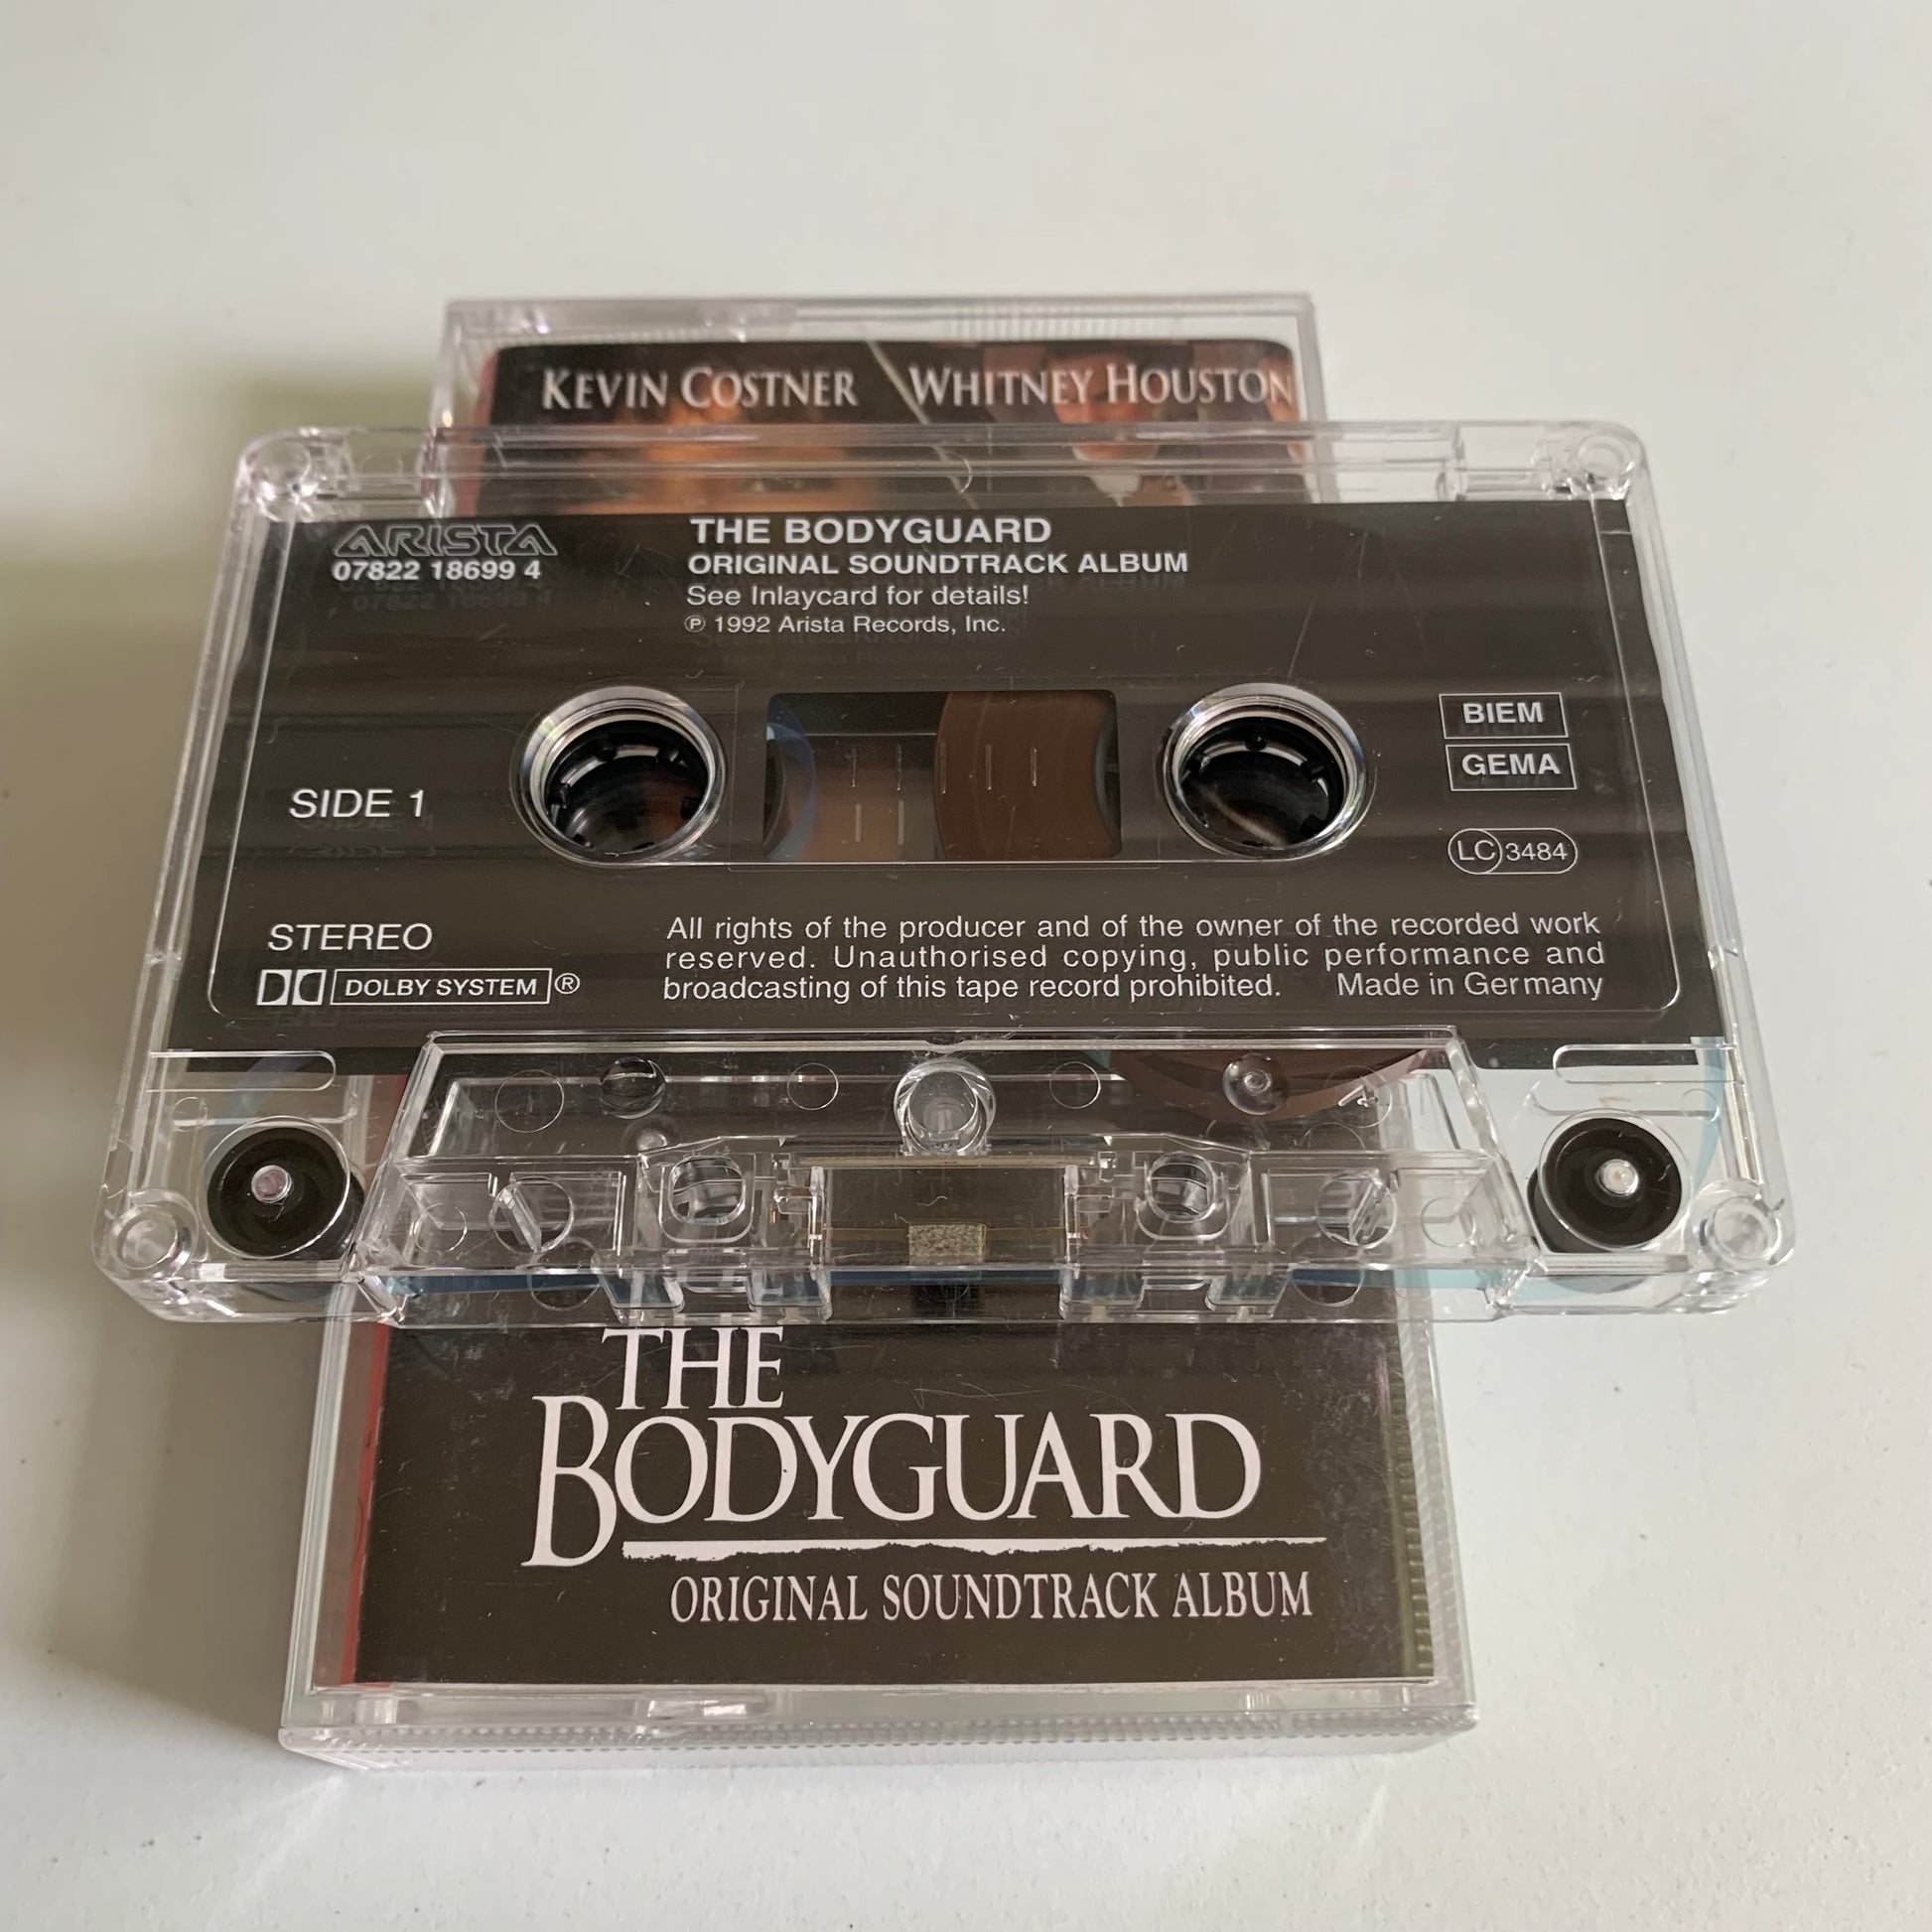 KEVIN COSTNER WHITNEY HOUSTON
ARISTA
07822 18699 4
THE BODYGUARD
ORIGINAL SOUNDTRACK ALBUM
See Inlaycard for details!
℗ 1992 Arista Records, Inc.
BIEM
GEMA
SIDE 1
LC 3484
STEREO
DOLBY SYSTEM ®
All rights of the producer and of the owner of the recorded work
reserved. Unauthorised copying, public performance and
broadcasting of this tape record prohibited. Made in Germany
THE
BODYGUARD
ORIGINAL SOUNDTRACK ALBUM